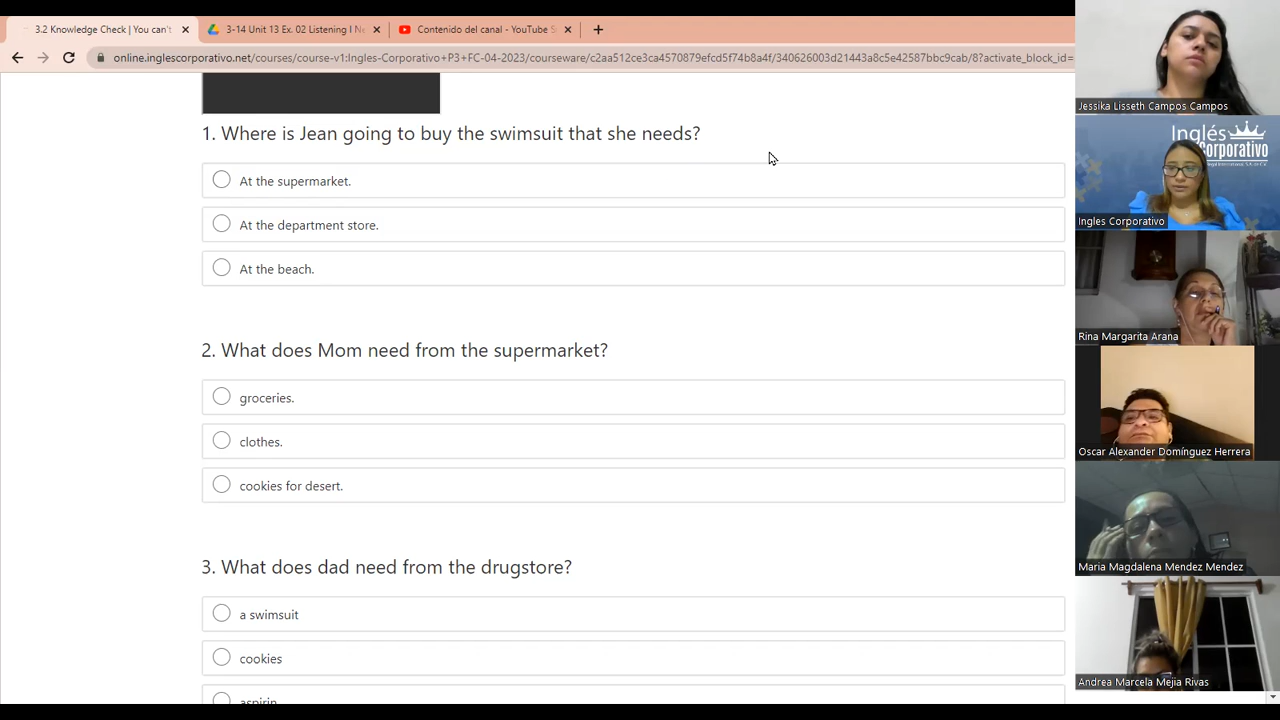 3.2 Knowledge Check | You can't
3-14 Unit 13 Ex. 02 Listening I Ne
Contenido del canal - YouTube S
online.inglescorporativo.net/courses/course-v1:Ingles-Corporativo+P3+FC-04-2023/courseware/c2aa512ce3ca4570879efcd5f74b8a4f/340626003d21443a8c5e42587bbc9cab/8?activate_block_id=
1. Where is Jean going to buy the swimsuit that she needs?
At the supermarket.
At the department store.
At the beach.
2. What does Mom need from the supermarket?
groceries.
clothes.
cookies for desert.
3. What does dad need from the drugstore?
a swimsuit
cookies
aspirin
Jessika Lisseth Campos Campos
Inglés
Corporativo
Ingles Corporativo
Rina Margarita Arana
Oscar Alexander Domínguez Herrera
Maria Magdalena Mendez Mendez
Andrea Marcela Mejia Rivas